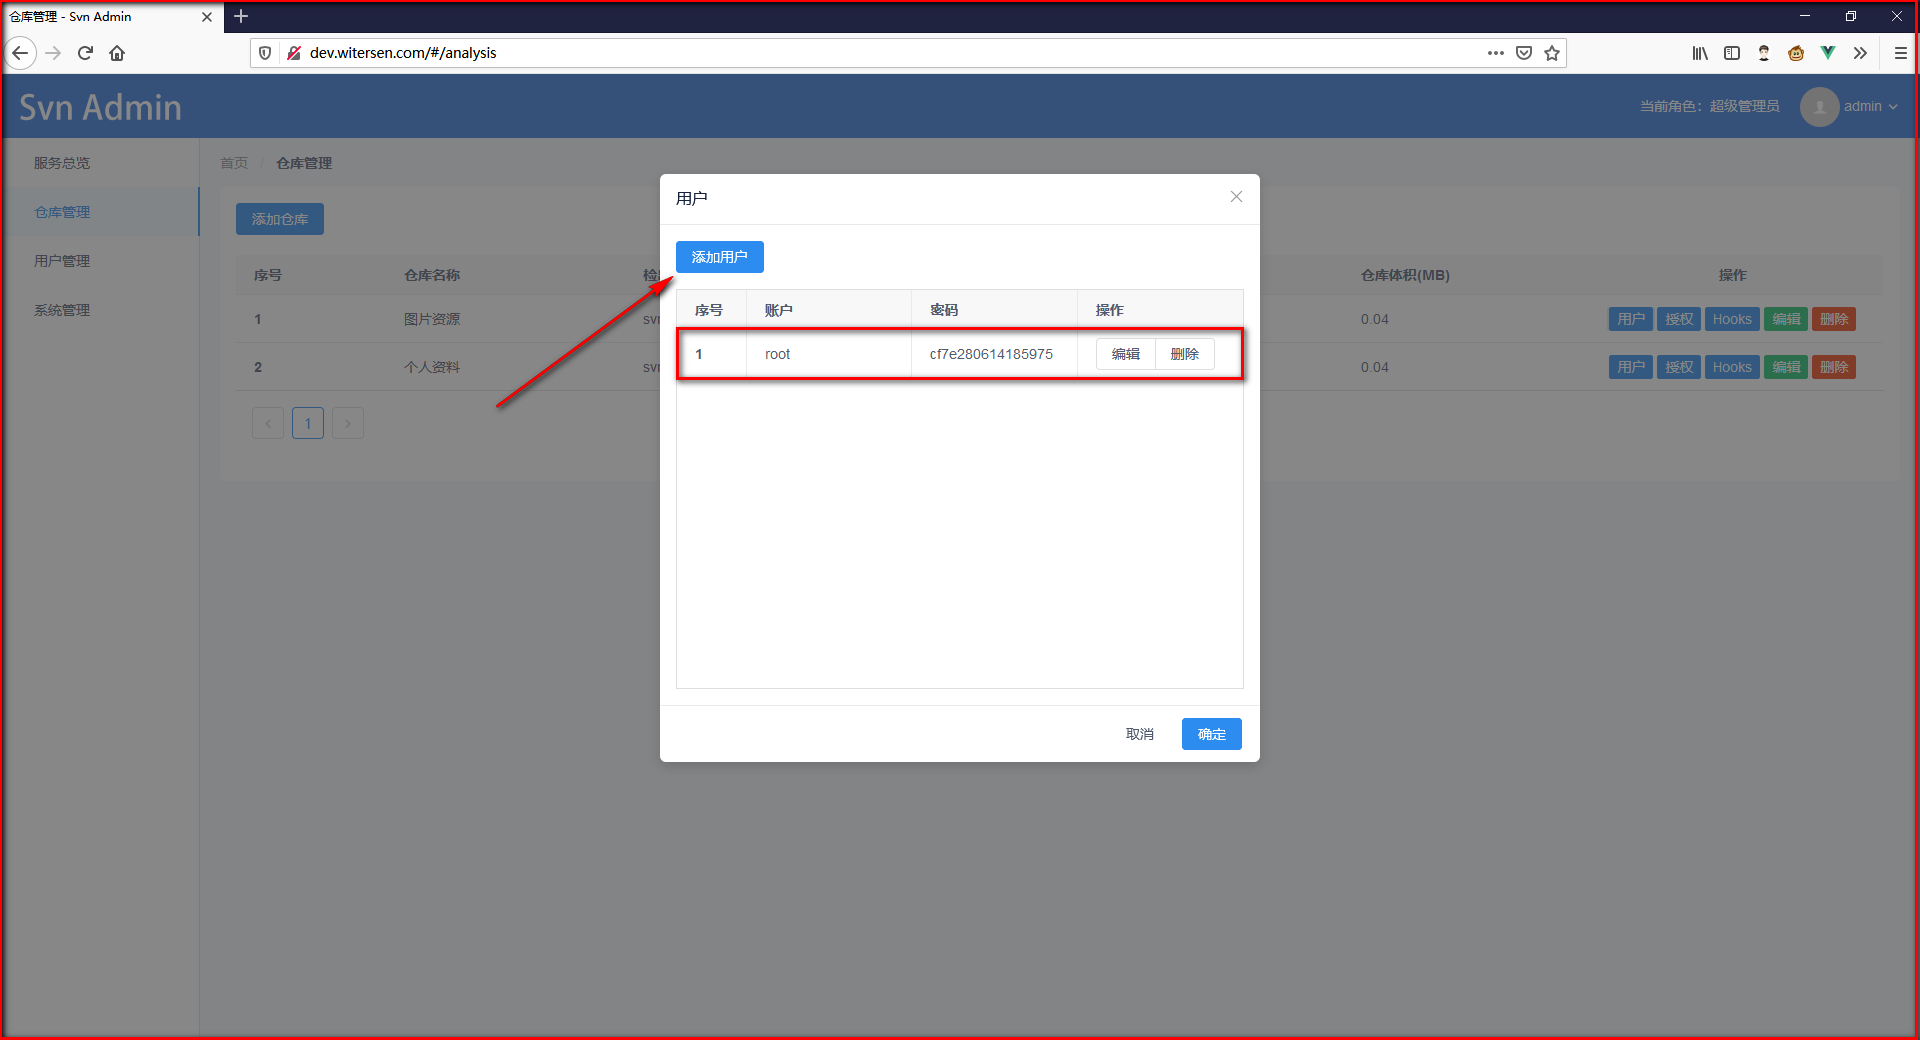 仓库管理 - Svn Admin
dev.witersen.com/#/analysis
Svn Admin
当前角色：超级管理员
admin
服务总览
仓库管理
用户管理
系统管理
首页 / 仓库管理
添加仓库
序号 仓库名称 仓库体积(MB) 操作
1 图片资源 0.04 用户 授权 Hooks 编辑 删除
2 个人资料 0.04 用户 授权 Hooks 编辑 删除
1
用户
添加用户
序号 账户 密码 操作
1 root cf7e280614185975 编辑 删除
取消 确定